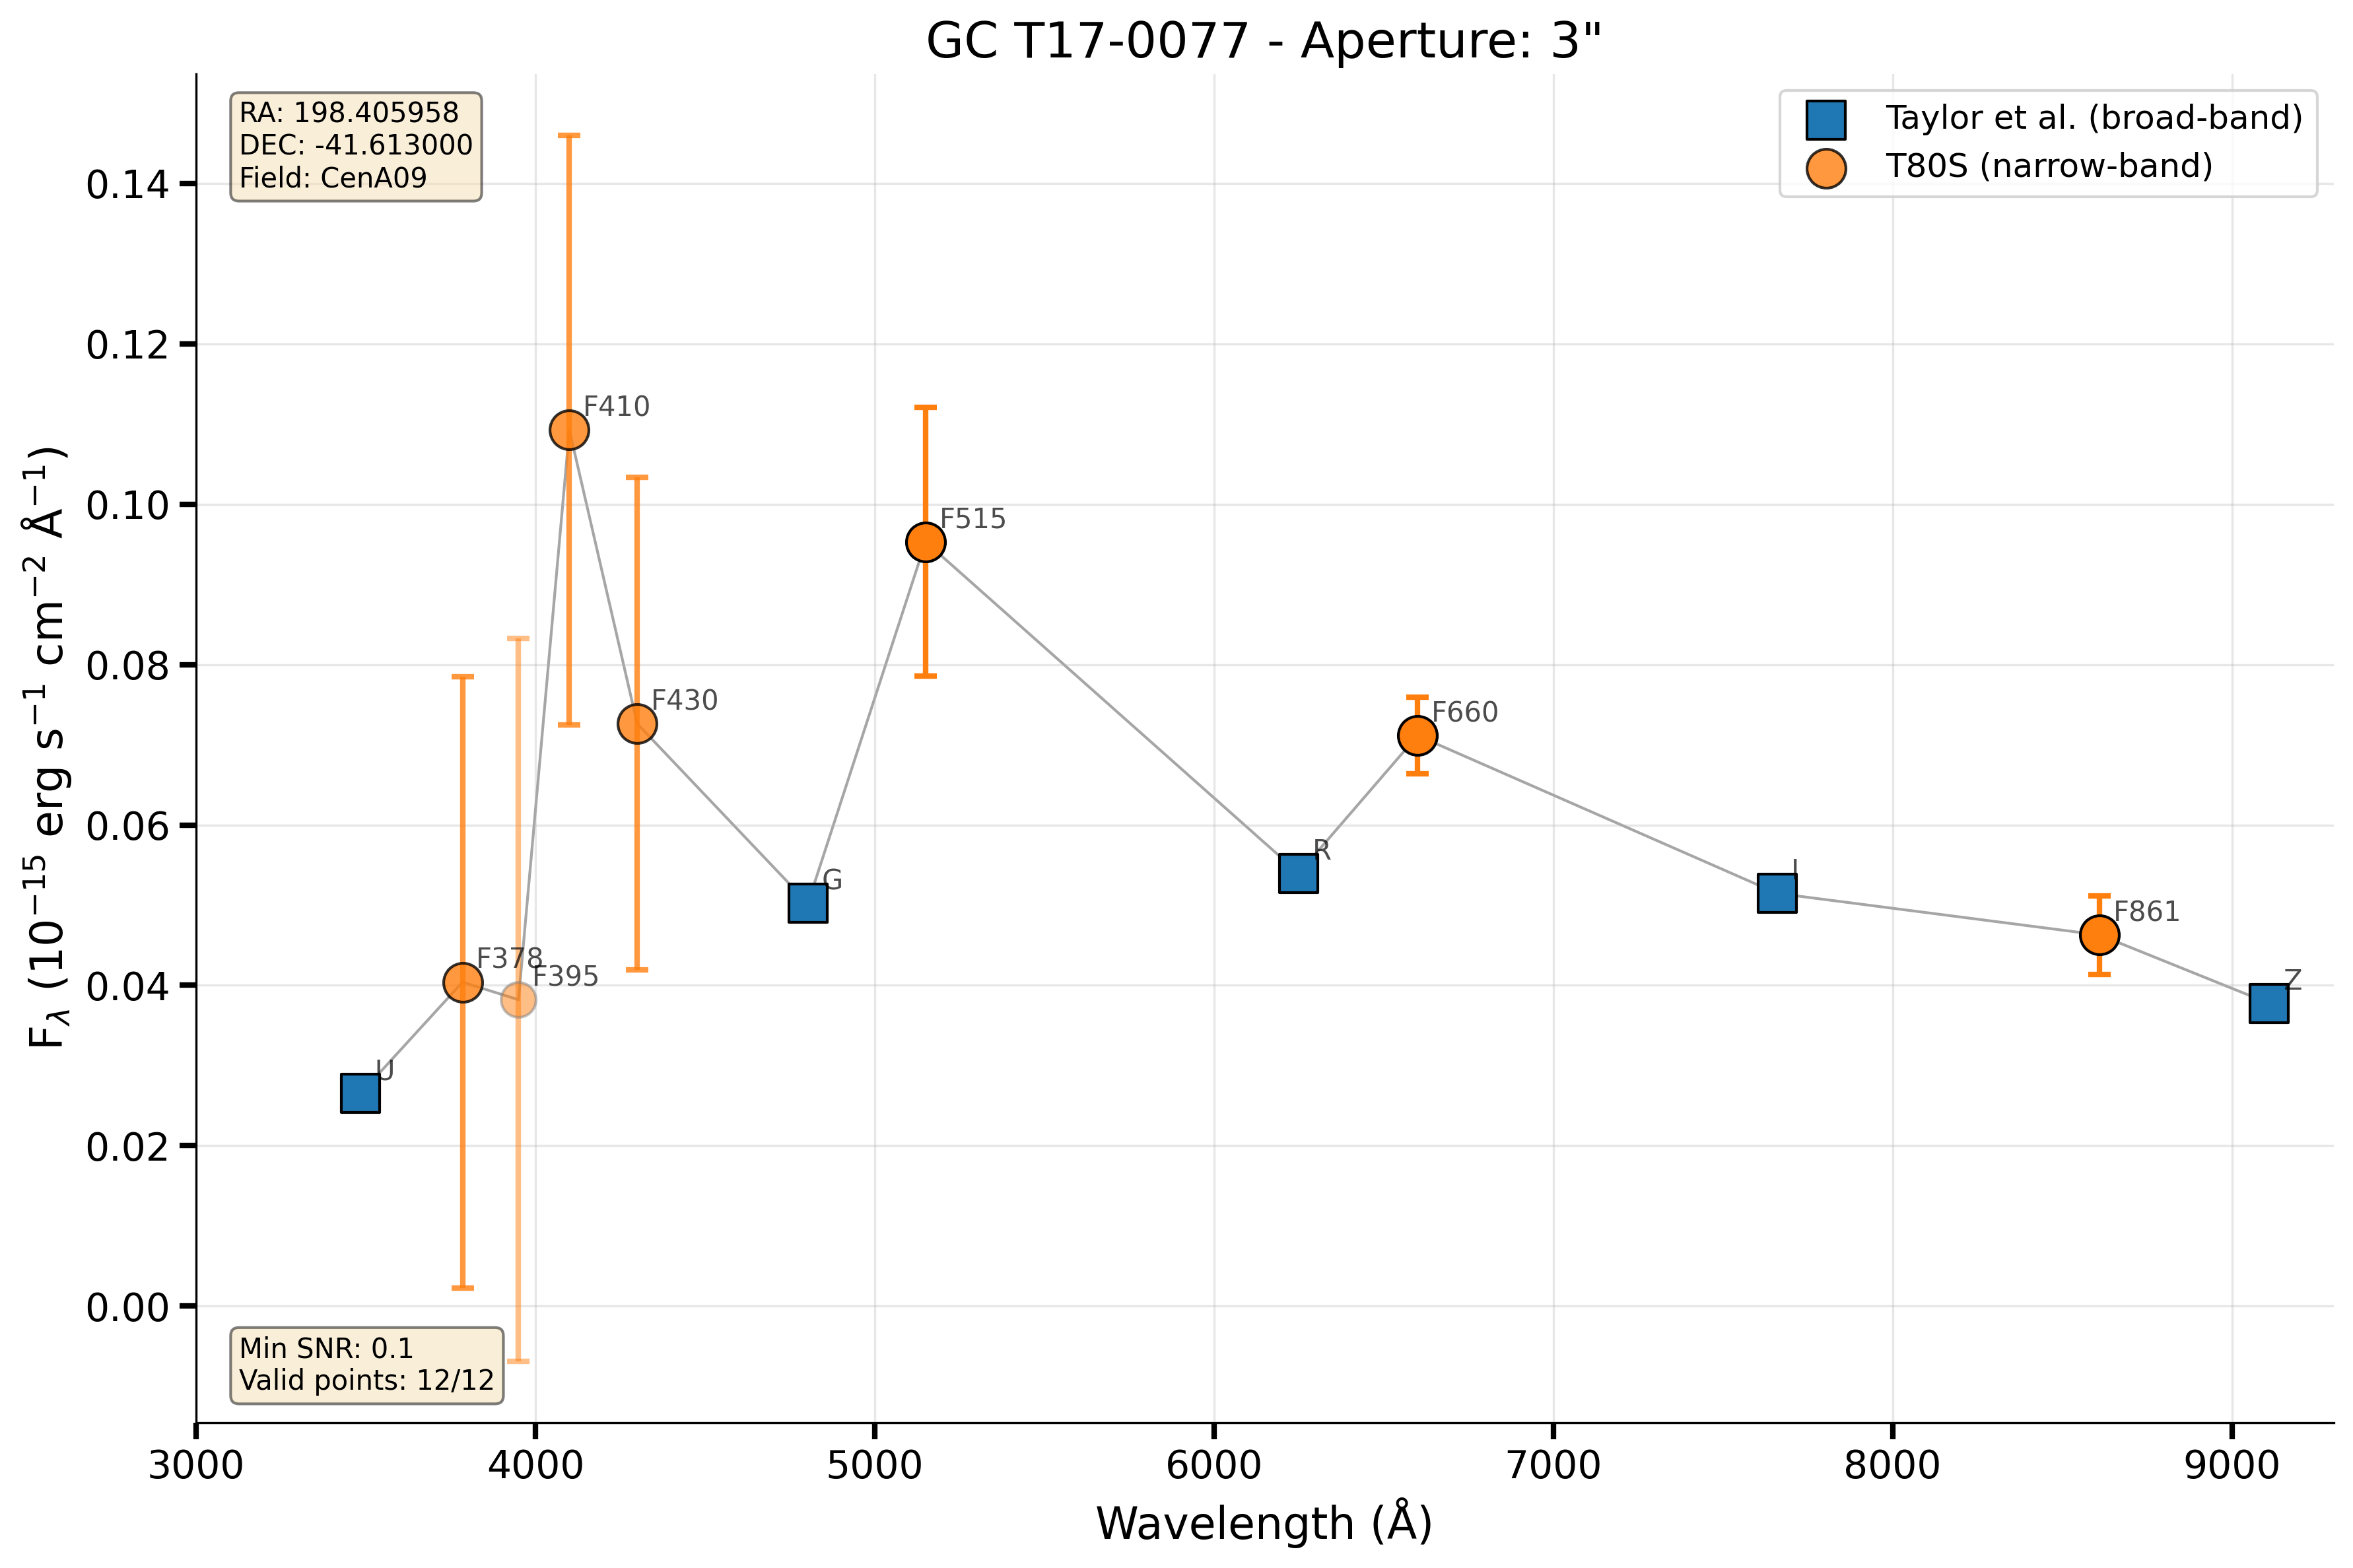 GC T17-0077 - Aperture: 3"
RA: 198.405958
DEC: -41.613000
Field: CenA09
Taylor et al. (broad-band)
T80S (narrow-band)
F$_{\lambda}$ (10$^{-15}$ erg s$^{-1}$ cm$^{-2}$ Å$^{-1}$)
0.14
0.12
0.10
0.08
0.06
0.04
0.02
0.00
F410
F515
F430
F660
R
G
I
F861
F378
F395
Z
U
Min SNR: 0.1
Valid points: 12/12
3000 4000 5000 6000 7000 8000 9000
Wavelength (Å)